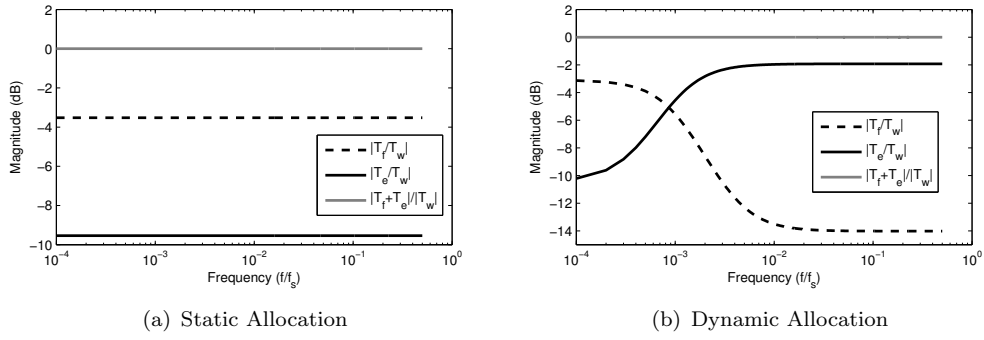 2
0
−2
−4
−6
−8
−10
Magnitude (dB)
10^−4
10^−3
10^−2
10^−1
10^0
Frequency (f/f_s)
|T_f/T_w|
|T_e/T_w|
|T_f+T_e|/|T_w|
(a) Static Allocation
2
0
−2
−4
−6
−8
−10
−12
−14
Magnitude (dB)
10^−4
10^−3
10^−2
10^−1
10^0
Frequency (f/f_s)
|T_f/T_w|
|T_e/T_w|
|T_f+T_e|/|T_w|
(b) Dynamic Allocation